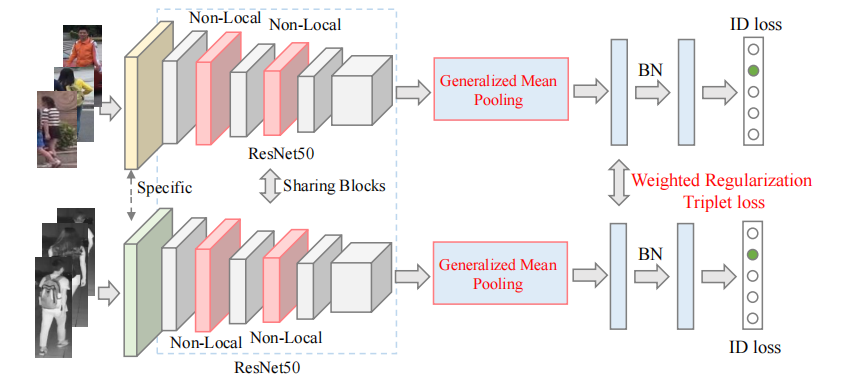 Non-Local
Non-Local
ID loss
Generalized Mean
Pooling
BN
ResNet50
Specific
Sharing Blocks
Weighted Regularization
Triplet loss
Generalized Mean
Pooling
BN
Non-Local
Non-Local
ResNet50
ID loss